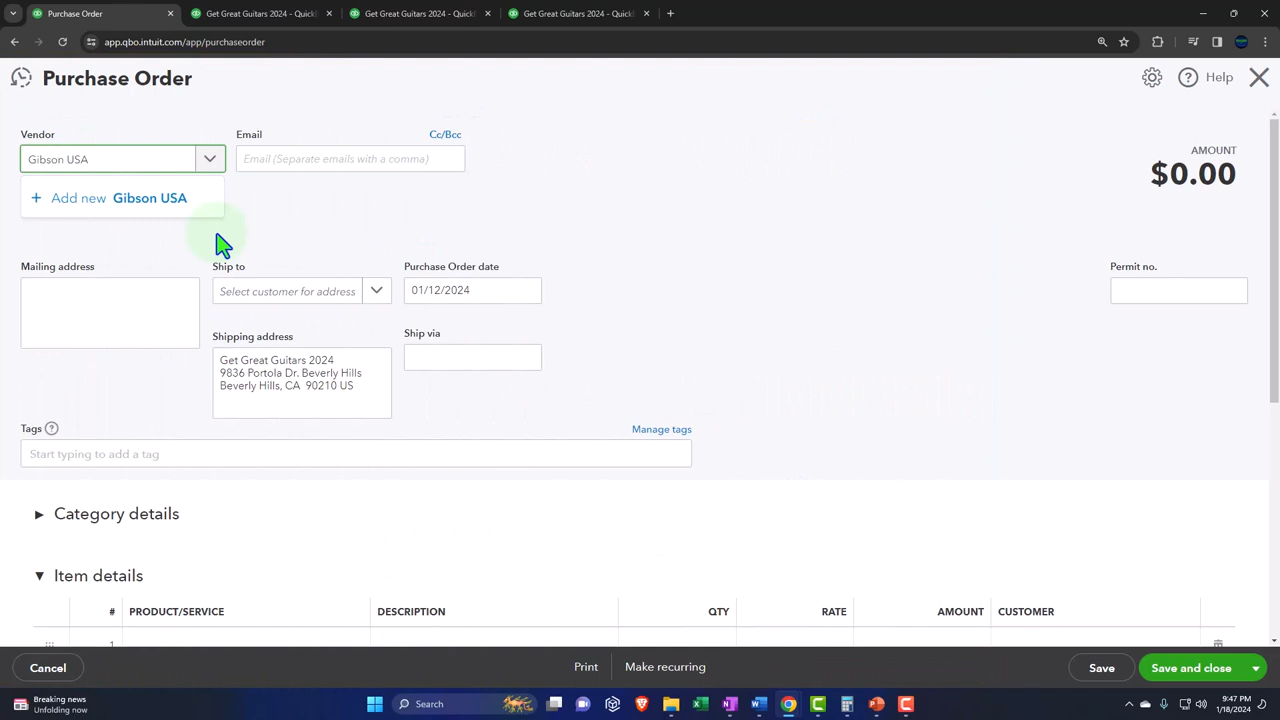 Purchase Order
Get Great Guitars 2024 - Quick
Get Great Guitars 2024 - Quick
Get Great Guitars 2024 - Quick
app.qbo.intuit.com/app/purchaseorder
Purchase Order
Help
Vendor
Email
Cc/Bcc
Gibson USA
Email (Separate emails with a comma)
AMOUNT
$0.00
+ Add new Gibson USA
Mailing address
Ship to
Purchase Order date
Permit no.
Select customer for address
01/12/2024
Shipping address
Ship via
Get Great Guitars 2024
9836 Portola Dr. Beverly Hills
Beverly Hills, CA 90210 US
Tags ?
Manage tags
Start typing to add a tag
Category details
Item details
# PRODUCT/SERVICE DESCRIPTION QTY RATE AMOUNT CUSTOMER
1
Cancel
Print
Make recurring
Save
Save and close
Breaking news
Unfolding now
Search
9:47 PM
1/18/2024